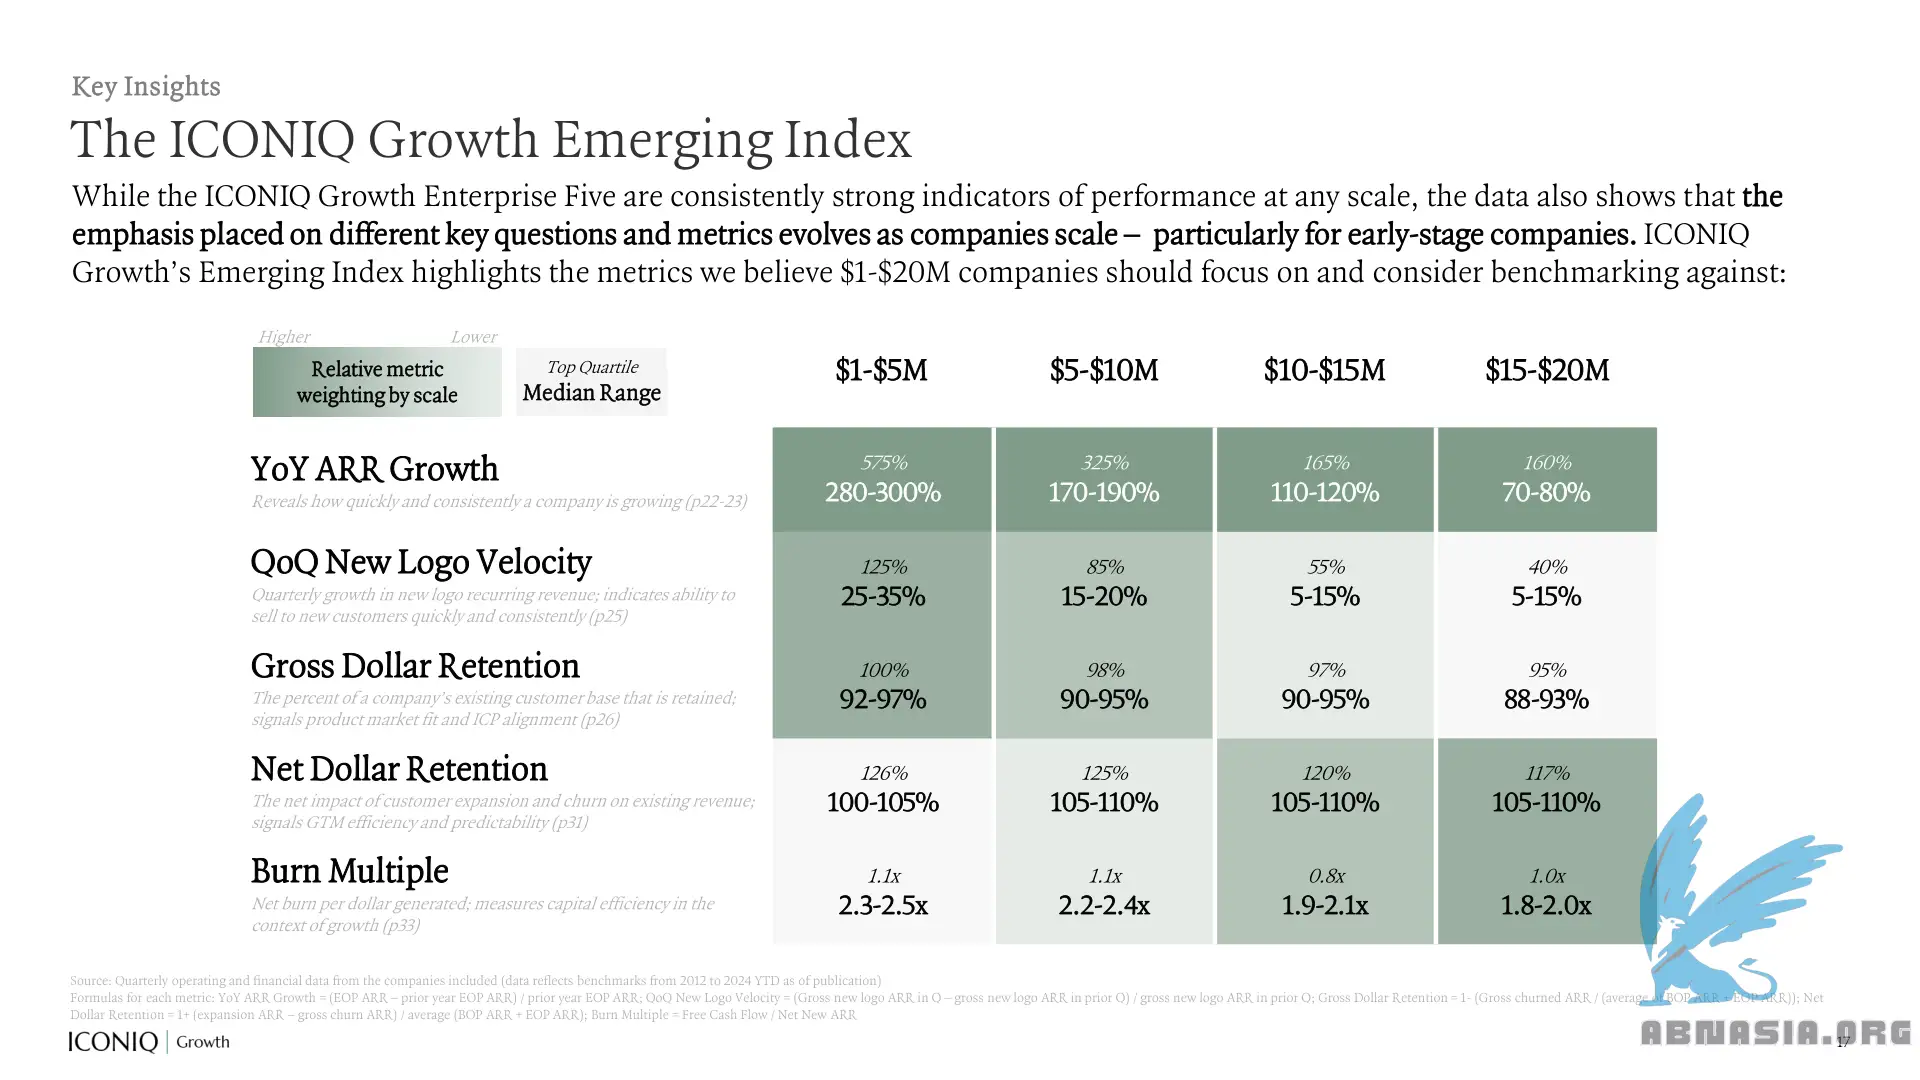 Key Insights
The ICONIQ Growth Emerging Index
While the ICONIQ Growth Enterprise Five are consistently strong indicators of performance at any scale, the data also shows that the
emphasis placed on different key questions and metrics evolves as companies scale – particularly for early-stage companies. ICONIQ
Growth's Emerging Index highlights the metrics we believe $1-$20M companies should focus on and consider benchmarking against:
Higher Lower
Relative metric
weighting by scale
Top Quartile
Median Range
$1-$5M $5-$10M $10-$15M $15-$20M
YoY ARR Growth
Reveals how quickly and consistently a company is growing (p22-23)
575% 325% 165% 160%
280-300% 170-190% 110-120% 70-80%
QoQ New Logo Velocity
Quarterly growth in new logo recurring revenue; indicates ability to
sell to new customers quickly and consistently (p25)
125% 85% 55% 40%
25-35% 15-20% 5-15% 5-15%
Gross Dollar Retention
The percent of a company's existing customer base that is retained;
signals product market fit and ICP alignment (p26)
100% 98% 97% 95%
92-97% 90-95% 90-95% 88-93%
Net Dollar Retention
The net impact of customer expansion and churn on existing revenue;
signals GTM efficiency and predictability (p31)
126% 125% 120% 117%
100-105% 105-110% 105-110% 105-110%
Burn Multiple
Net burn per dollar generated; measures capital efficiency in the
context of growth (p33)
1.1x 1.1x 0.8x 1.0x
2.3-2.5x 2.2-2.4x 1.9-2.1x 1.8-2.0x
Source: Quarterly operating and financial data from the companies included (data reflects benchmarks from 2012 to 2024 YTD as of publication)
Formulas for each metric: YoY ARR Growth = (EOP ARR – prior year EOP ARR) / prior year EOP ARR; QoQ New Logo Velocity = (Gross new logo ARR in Q – gross new logo ARR in prior Q) / gross new logo ARR in prior Q; Gross Dollar Retention = 1- (Gross churned ARR / (average of BOP ARR + EOP ARR)); Net
Dollar Retention = 1+ (expansion ARR – gross churn ARR) / average (BOP ARR + EOP ARR); Burn Multiple = Free Cash Flow / Net New ARR
ICONIQ | Growth
17
ABNASIA.ORG